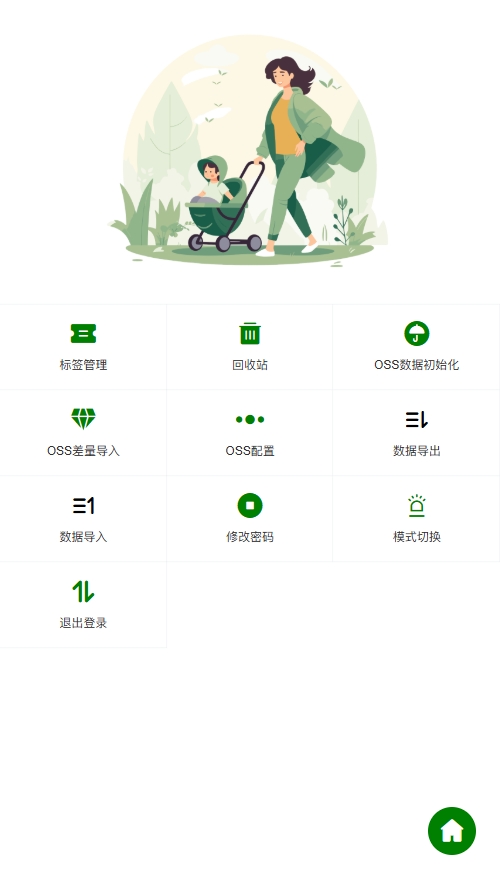 标签管理
回收站
OSS数据初始化
OSS差量导入
OSS配置
数据导出
数据导入
修改密码
模式切换
退出登录